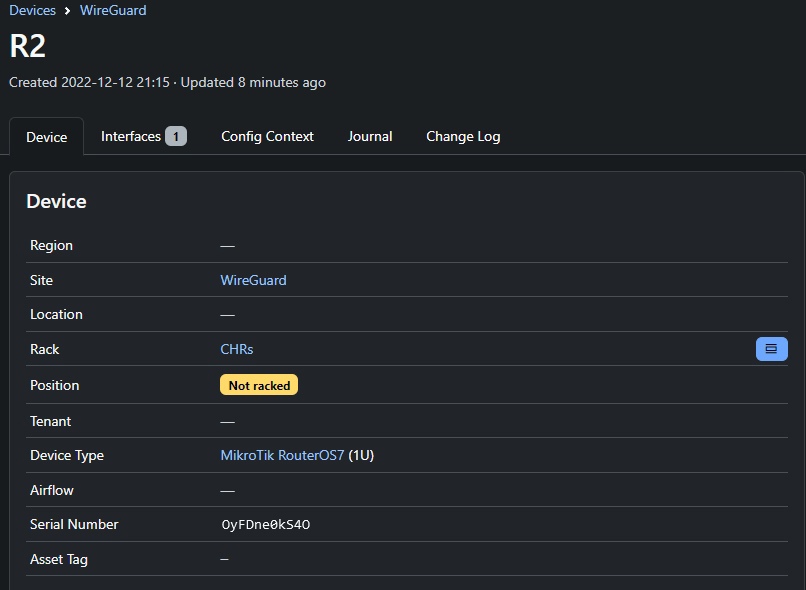 Devices > WireGuard
R2
Created 2022-12-12 21:15 · Updated 8 minutes ago
Device Interfaces 1 Config Context Journal Change Log
Device
Region —
Site WireGuard
Location —
Rack CHRs
Position Not racked
Tenant —
Device Type MikroTik RouterOS7 (1U)
Airflow —
Serial Number OyFDne0kS4O
Asset Tag –